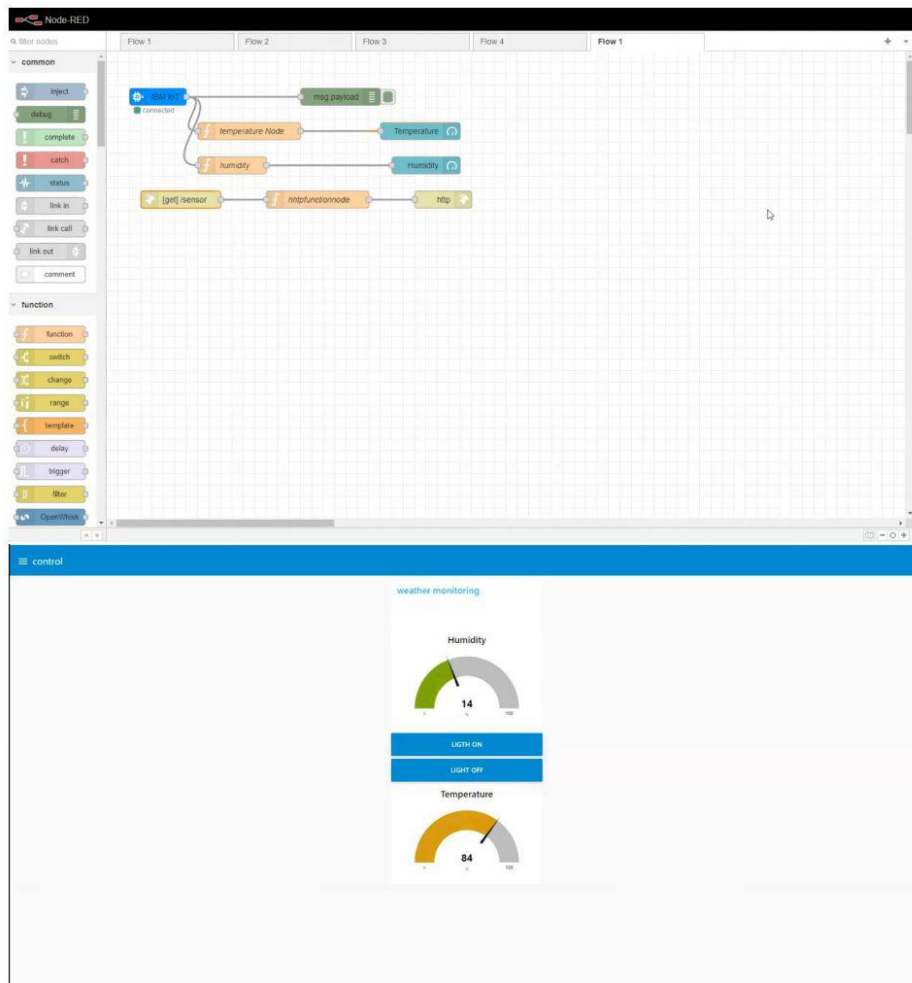 Node-RED
filter nodes
Flow 1
Flow 2
Flow 3
Flow 4
Flow 1
common
inject
debug
complete
catch
status
link in
link call
link out
comment
function
function
switch
change
range
template
delay
trigger
filter
OpenWhisk
IBM IoT
connected
msg.payload
temperature Node
Temperature
humidity
Humidity
[get] /sensor
hhtpfunctionnode
http
control
weather monitoring
Humidity
14
100
LIGTH ON
LIGHT OFF
Temperature
84
100